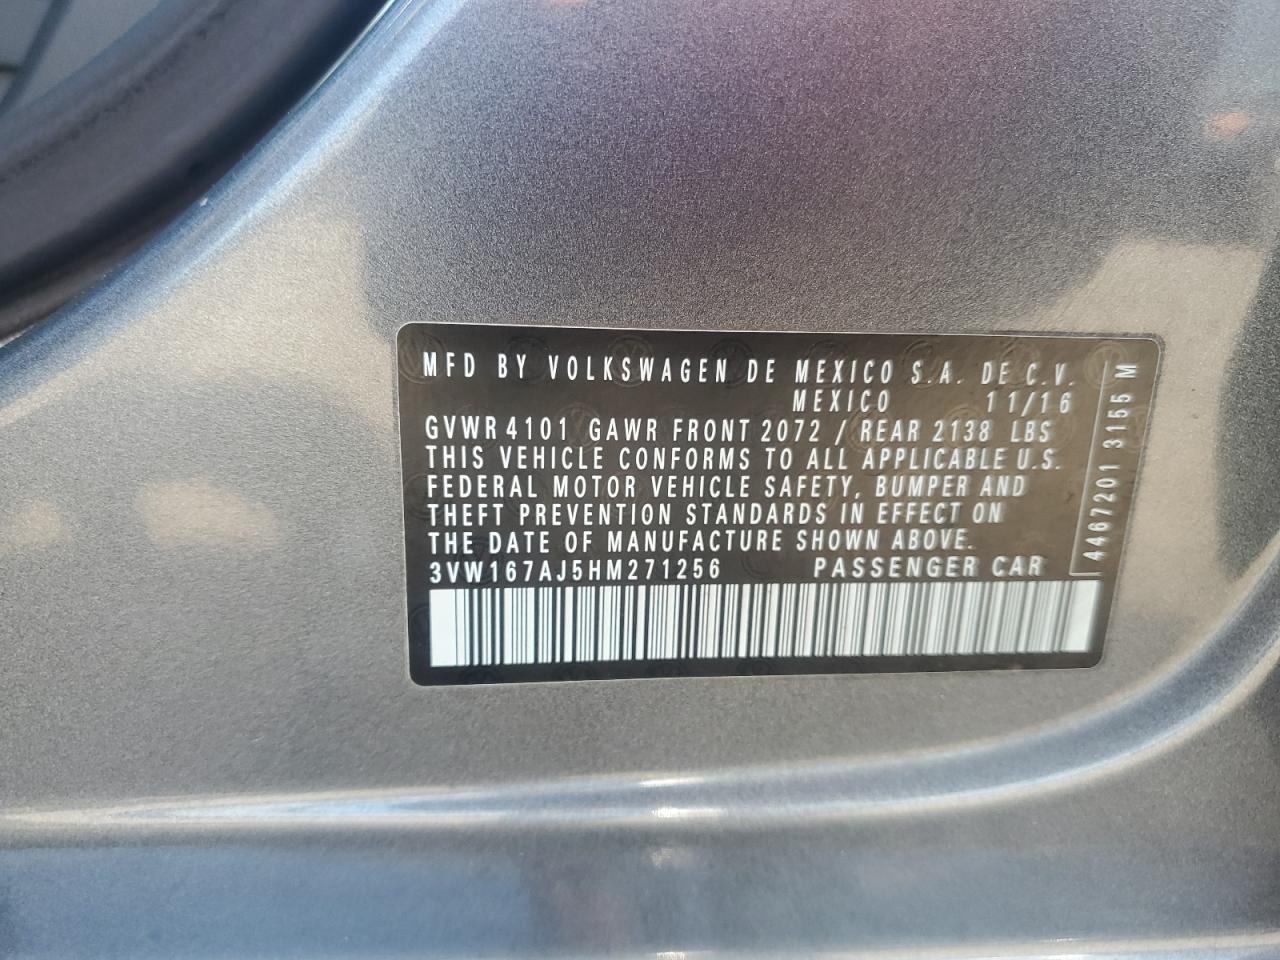 MFD BY VOLKSWAGEN DE MEXICO S.A. DE C.V.
MEXICO 11/16
GVWR 4101 GAWR FRONT 2072 / REAR 2138 LBS
THIS VEHICLE CONFORMS TO ALL APPLICABLE U.S.
FEDERAL MOTOR VEHICLE SAFETY, BUMPER AND
THEFT PREVENTION STANDARDS IN EFFECT ON
THE DATE OF MANUFACTURE SHOWN ABOVE.
3VW167AJ5HM271256 PASSENGER CAR
4467201 3155 M